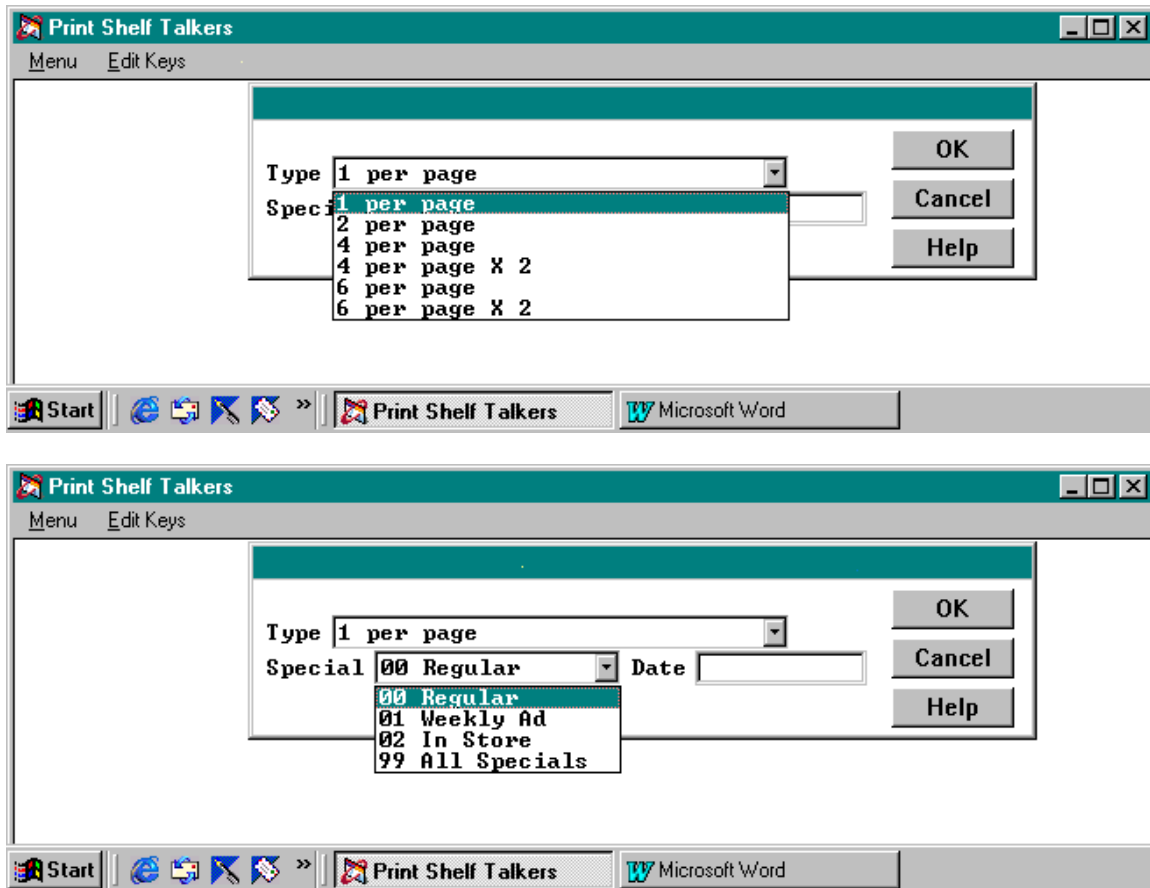 Print Shelf Talkers
Menu Edit Keys
Type 1 per page
OK
Speci
1 per page
Cancel
2 per page
4 per page
Help
4 per page X 2
6 per page
6 per page X 2
Start » Print Shelf Talkers Microsoft Word
Print Shelf Talkers
Menu Edit Keys
OK
Type 1 per page
Special 00 Regular Date
Cancel
00 Regular
Help
01 Weekly Ad
02 In Store
99 All Specials
Start » Print Shelf Talkers Microsoft Word